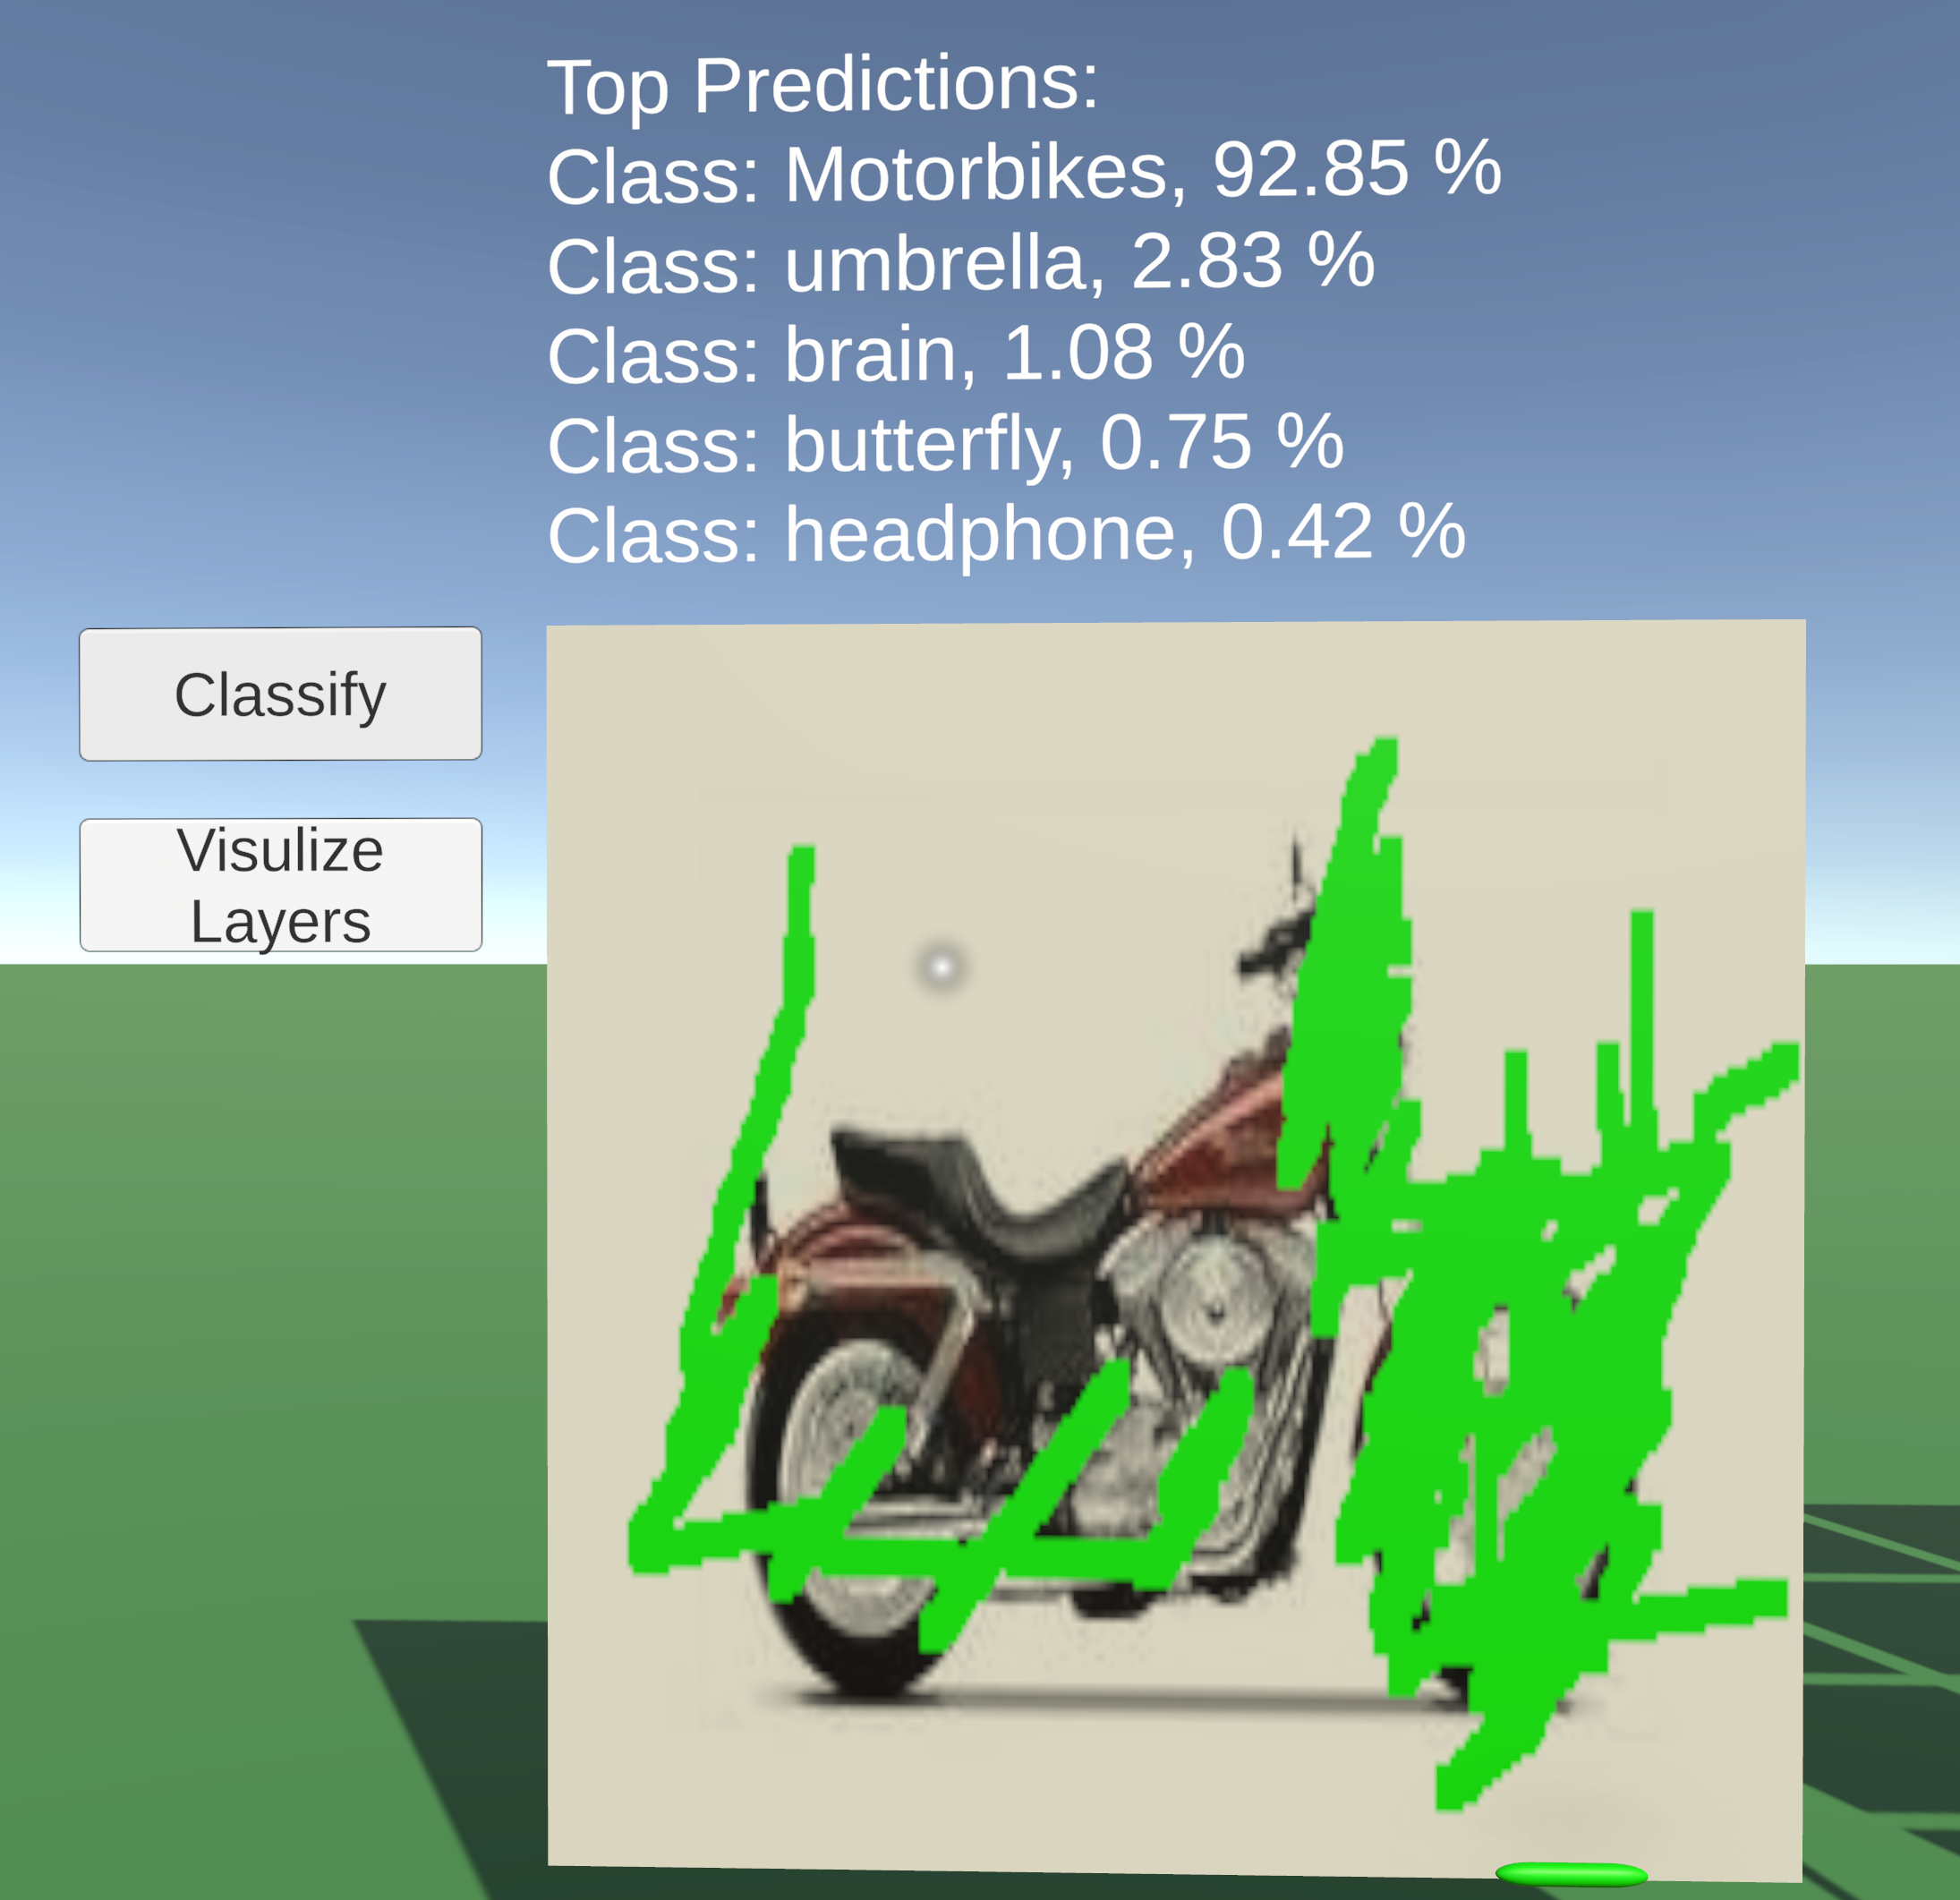 Top Predictions:
Class: Motorbikes, 92.85 %
Class: umbrella, 2.83 %
Class: brain, 1.08 %
Class: butterfly, 0.75 %
Class: headphone, 0.42 %
Classify
Visulize
Layers